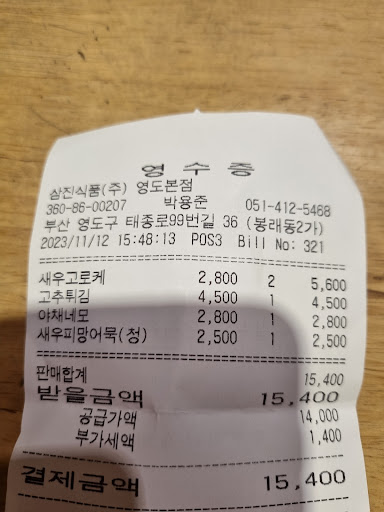 영 수 증
삼진식품(주) 영도본점
360-86-00207 박용준 051-412-5468
부산 영도구 태종로99번길 36 (봉래동2가)
2023/11/12 15:48:13 POS3 Bill No: 321
새우고로케 2,800 2 5,600
고추튀김 4,500 1 4,500
야채네모 2,800 1 2,800
새우피망어묵(청) 2,500 1 2,500
판매합계 15,400
받을금액 15,400
공급가액 14,000
부가세액 1,400
결제금액 15,400